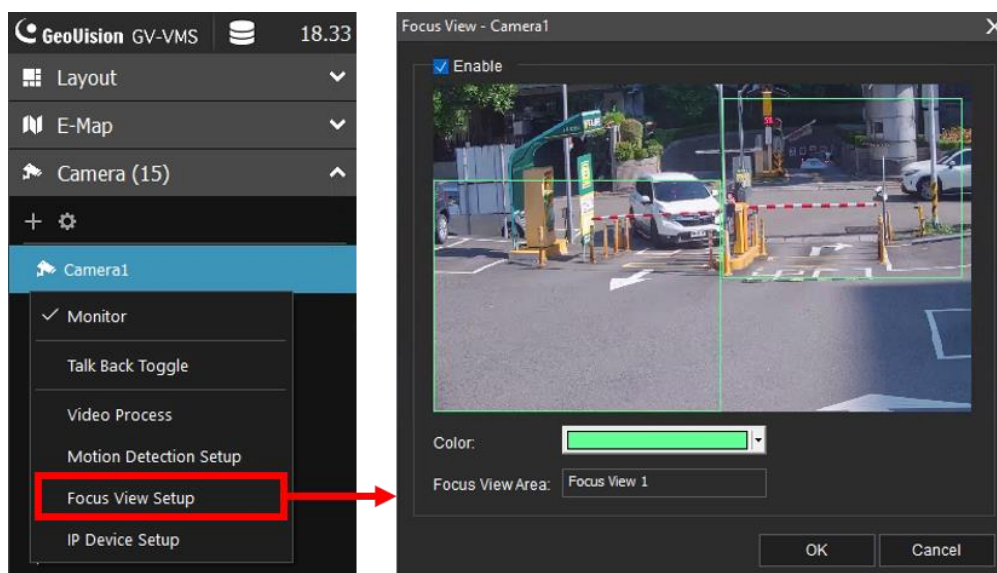 GeoVision GV-VMS 18.33
Layout
E-Map
Camera (15)
Camera1
Monitor
Talk Back Toggle
Video Process
Motion Detection Setup
Focus View Setup
IP Device Setup
Focus View - Camera1
Enable
Color:
Focus View Area: Focus View 1
OK Cancel